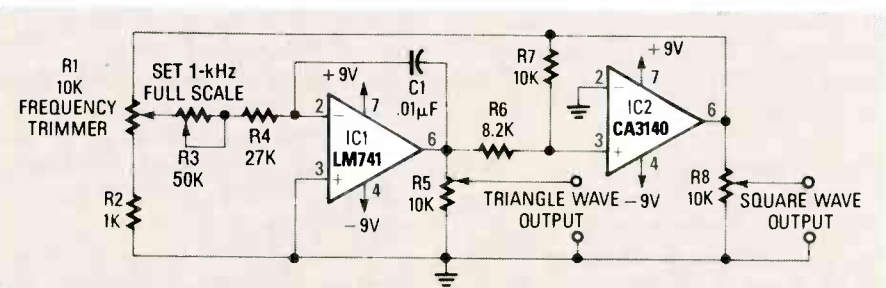 R1
10K
FREQUENCY
TRIMMER
SET 1-kHz
FULL SCALE
R3
50K
R4
27K
R2
1K
+9V
C1
.01µF
2
7
IC1
LM741
6
3
+
4
-9V
R5
10K
R6
8.2K
R7
10K
TRIANGLE WAVE
OUTPUT
+9V
2
7
IC2
CA3140
6
3
+
4
-9V
R8
10K
SQUARE WAVE
OUTPUT